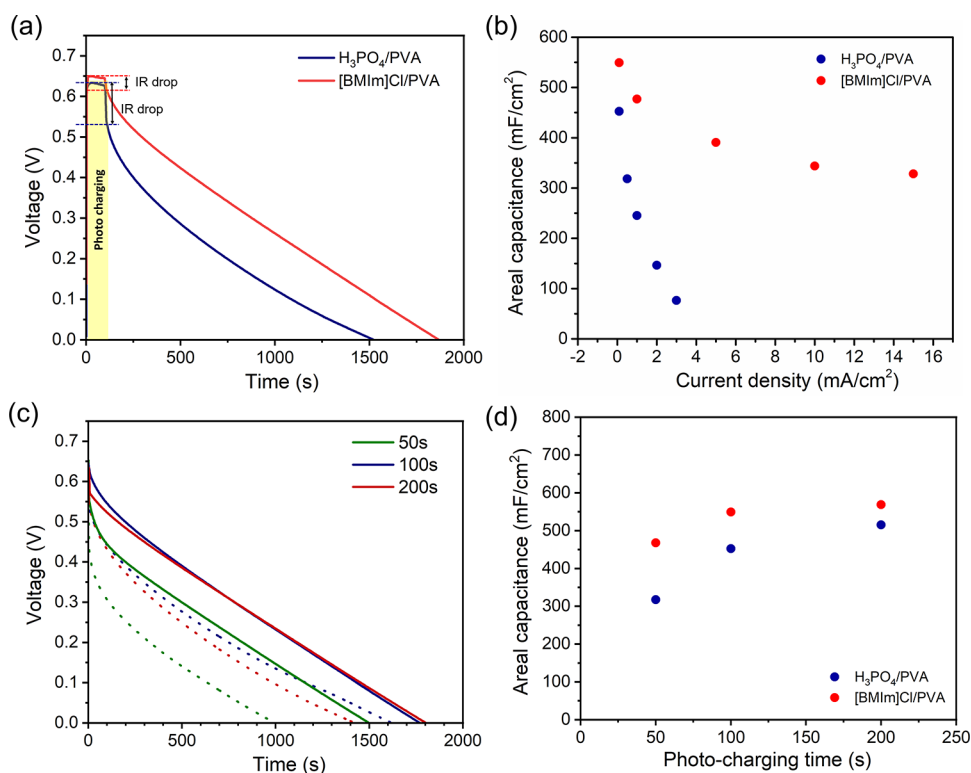 (a)
H₃PO₄/PVA
[BMIm]Cl/PVA
IR drop
IR drop
Photo charging
0.7
0.6
0.5
0.4
0.3
0.2
0.1
0.0
Voltage (V)
0 500 1000 1500 2000
Time (s)
(b)
H₃PO₄/PVA
[BMIm]Cl/PVA
600
500
400
300
200
100
0
Areal capacitance (mF/cm²)
-2 0 2 4 6 8 10 12 14 16
Current density (mA/cm²)
(c)
50s
100s
200s
0.7
0.6
0.5
0.4
0.3
0.2
0.1
0.0
Voltage (V)
0 500 1000 1500 2000
Time (s)
(d)
800
700
600
500
400
300
200
100
0
Areal capacitance (mF/cm²)
H₃PO₄/PVA
[BMIm]Cl/PVA
0 50 100 150 200 250
Photo-charging time (s)